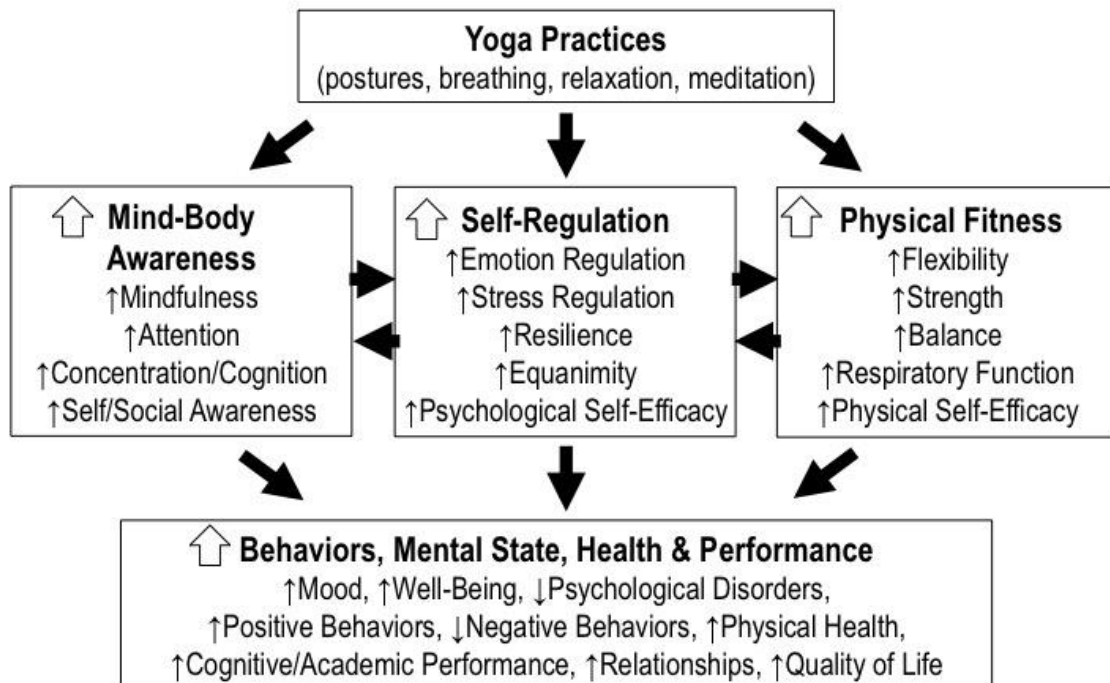 Yoga Practices
(postures, breathing, relaxation, meditation)
Mind-Body
Awareness
↑Mindfulness
↑Attention
↑Concentration/Cognition
↑Self/Social Awareness
Self-Regulation
↑Emotion Regulation
↑Stress Regulation
↑Resilience
↑Equanimity
↑Psychological Self-Efficacy
Physical Fitness
↑Flexibility
↑Strength
↑Balance
↑Respiratory Function
↑Physical Self-Efficacy
Behaviors, Mental State, Health & Performance
↑Mood, ↑Well-Being, ↓Psychological Disorders,
↑Positive Behaviors, ↓Negative Behaviors, ↑Physical Health,
↑Cognitive/Academic Performance, ↑Relationships, ↑Quality of Life